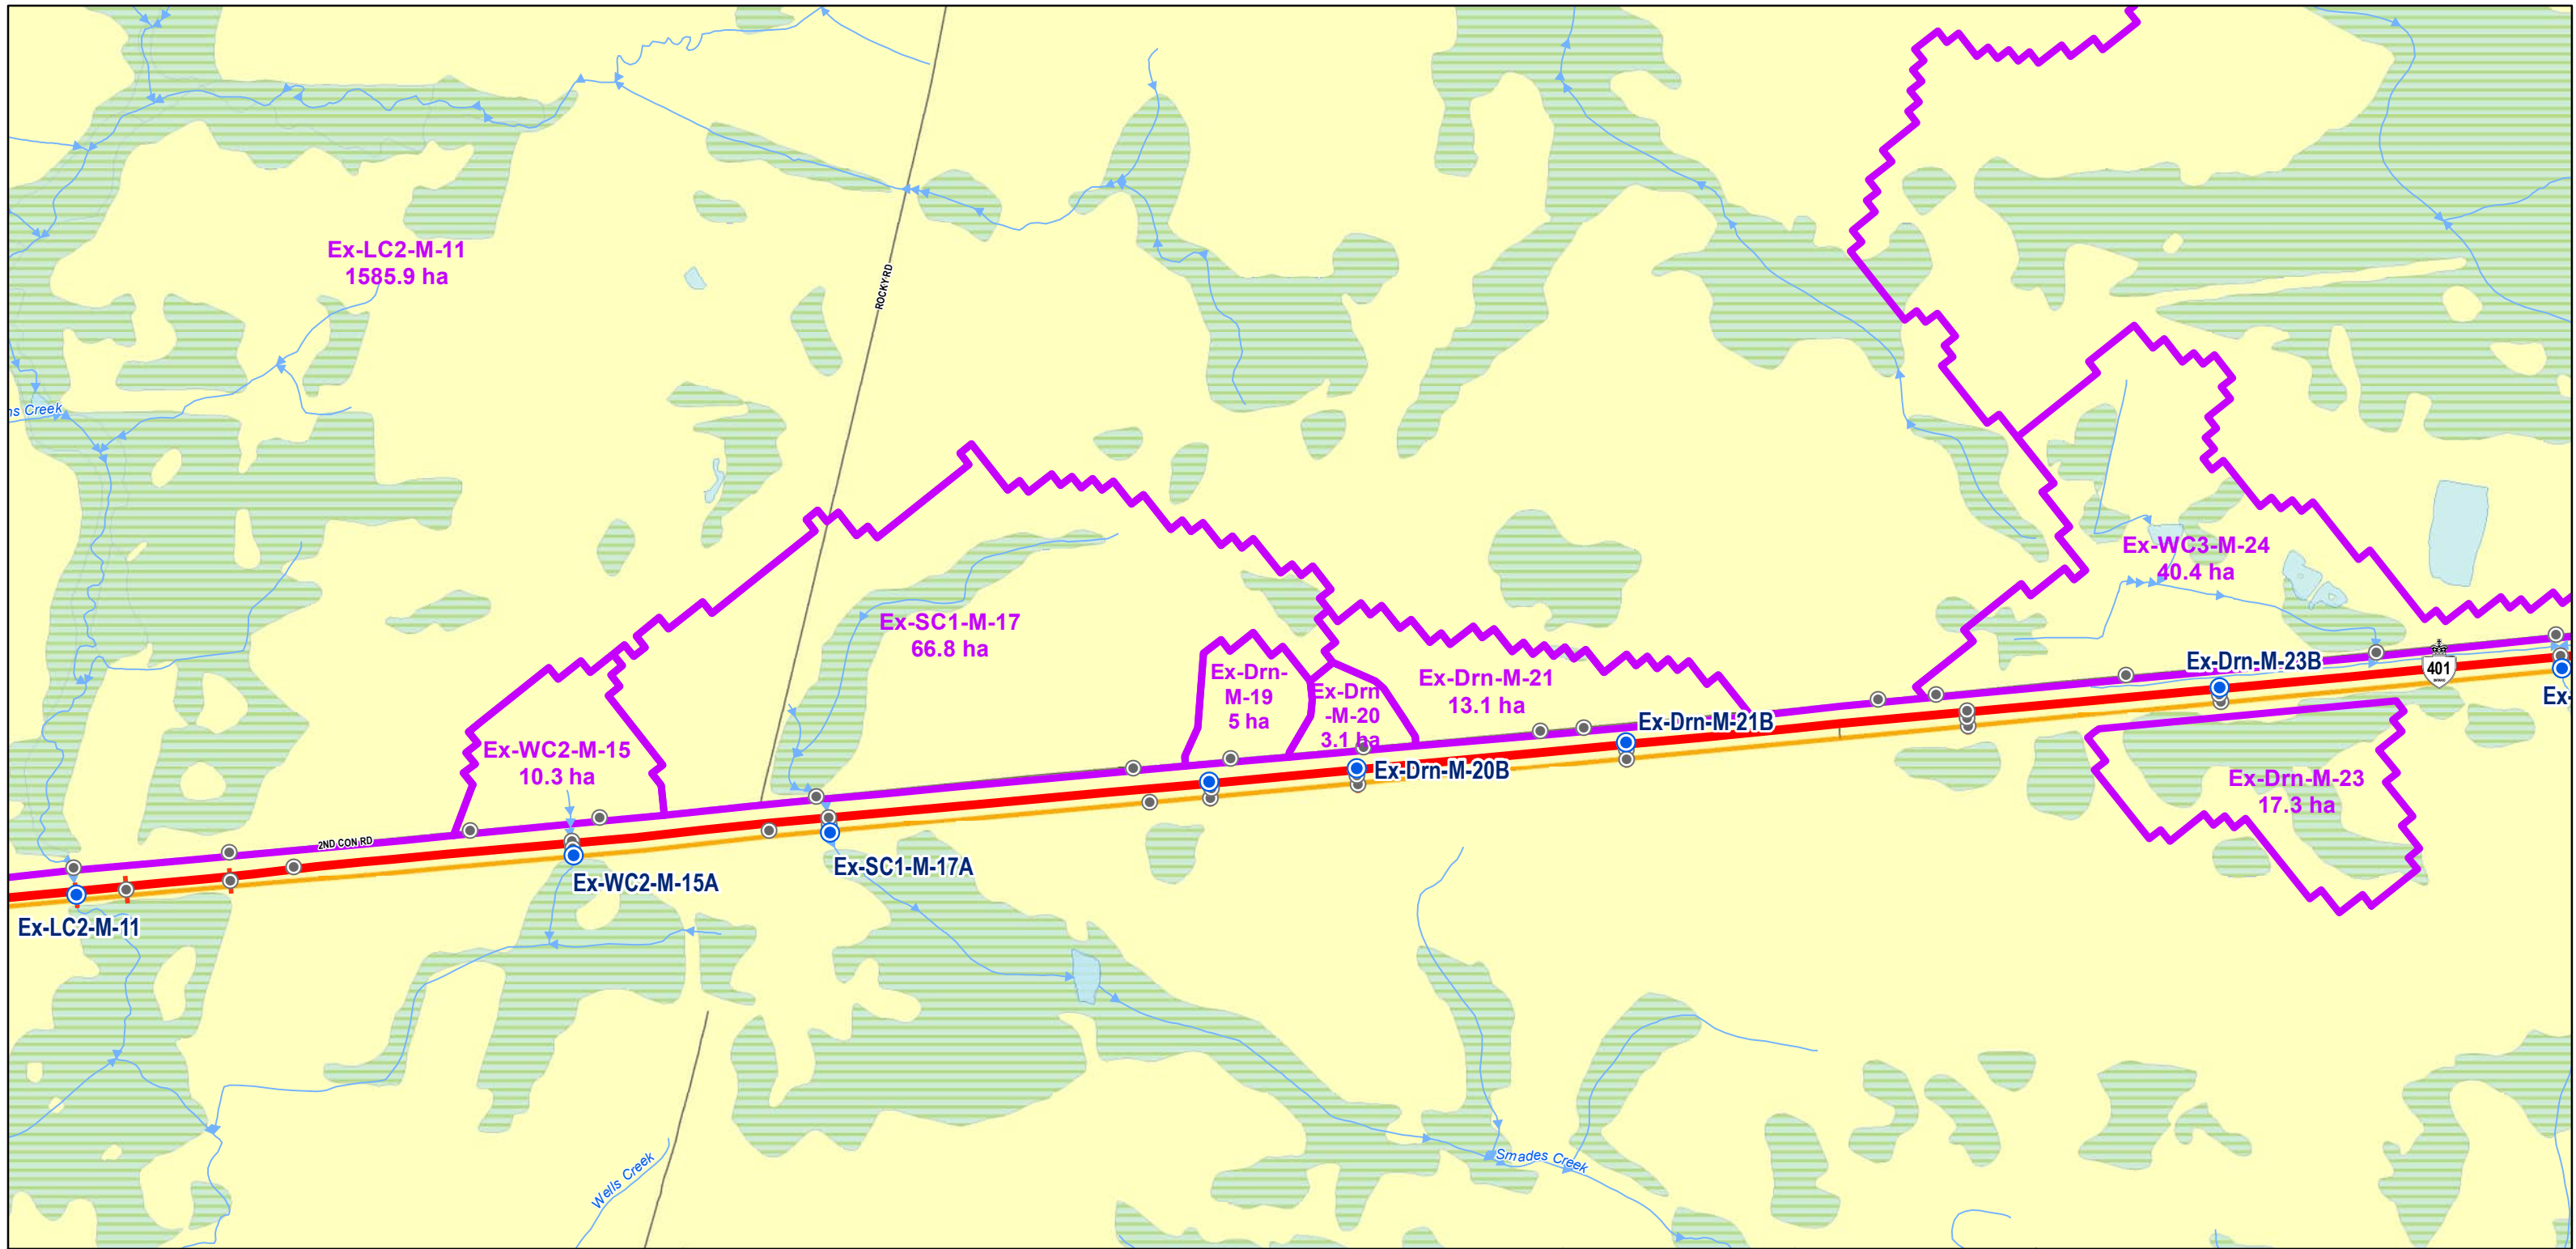 Ex-LC2-M-11
1585.9 ha
ROCKY RD
ns Creek
Ex-WC3-M-24
40.4 ha
Ex-SC1-M-17
66.8 ha
Ex-Drn-
M-19
5 ha
Ex-Drn
-M-20
3.1 ha
Ex-Drn-M-21
13.1 ha
Ex-Drn-M-23B
401
Ex-
Ex-Drn-M-21B
Ex-WC2-M-15
10.3 ha
Ex-Drn-M-20B
Ex-Drn-M-23
17.3 ha
2ND CON RD
Ex-SC1-M-17A
Ex-WC2-M-15A
Ex-LC2-M-11
Smades Creek
Wells Creek